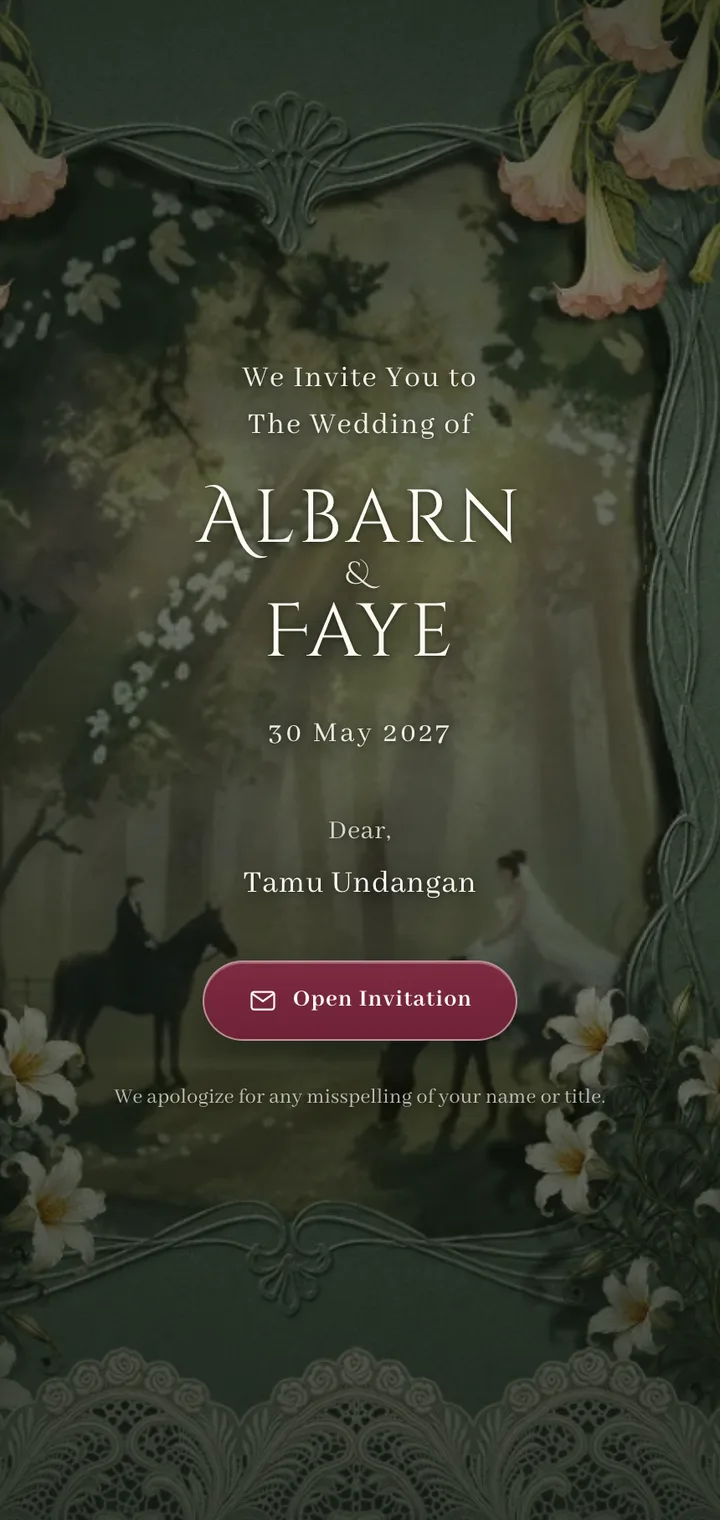 We Invite You to
The Wedding of
ALBARN
&
FAYE
30 May 2027
Dear,
Tamu Undangan
Open Invitation
We apologize for any misspelling of your name or title.